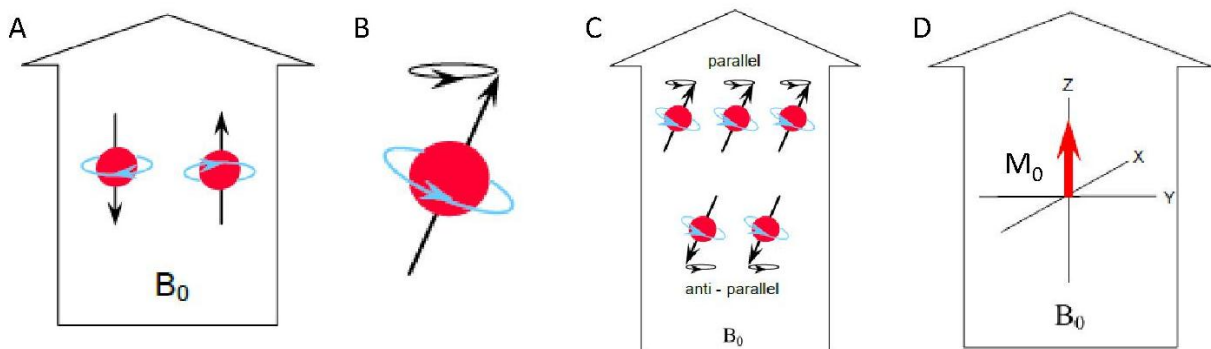 A
B₀
B
C
parallel
anti - parallel
B₀
D
Z
X
M₀
Y
B₀